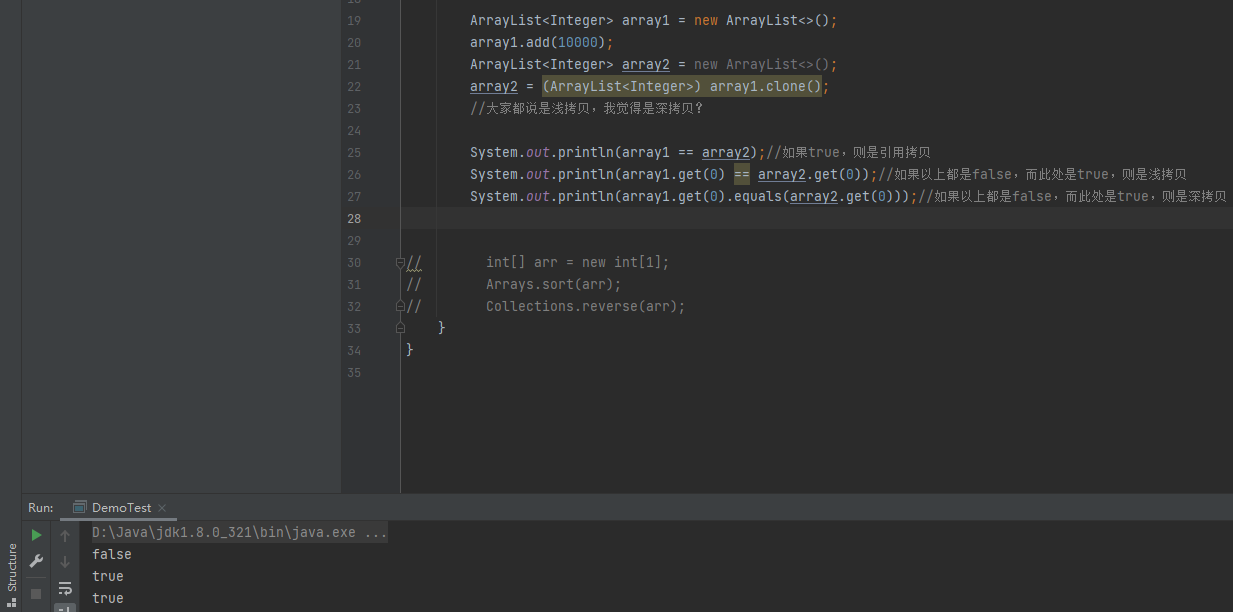 18
19 ArrayList<Integer> array1 = new ArrayList<>();
20 array1.add(10000);
21 ArrayList<Integer> array2 = new ArrayList<>();
22 array2 = (ArrayList<Integer>) array1.clone();
23 //大家都说是浅拷贝，我觉得是深拷贝？
24
25 System.out.println(array1 == array2);//如果true，则是引用拷贝
26 System.out.println(array1.get(0) == array2.get(0));//如果以上都是false，而此处是true，则是浅拷贝
27 System.out.println(array1.get(0).equals(array2.get(0)));//如果以上都是false，而此处是true，则是深拷贝
28
29
30 // int[] arr = new int[1];
31 // Arrays.sort(arr);
32 // Collections.reverse(arr);
33 }
34 }
35
Run: DemoTest
D:\Java\jdk1.8.0_321\bin\java.exe ...
false
true
true
Structure